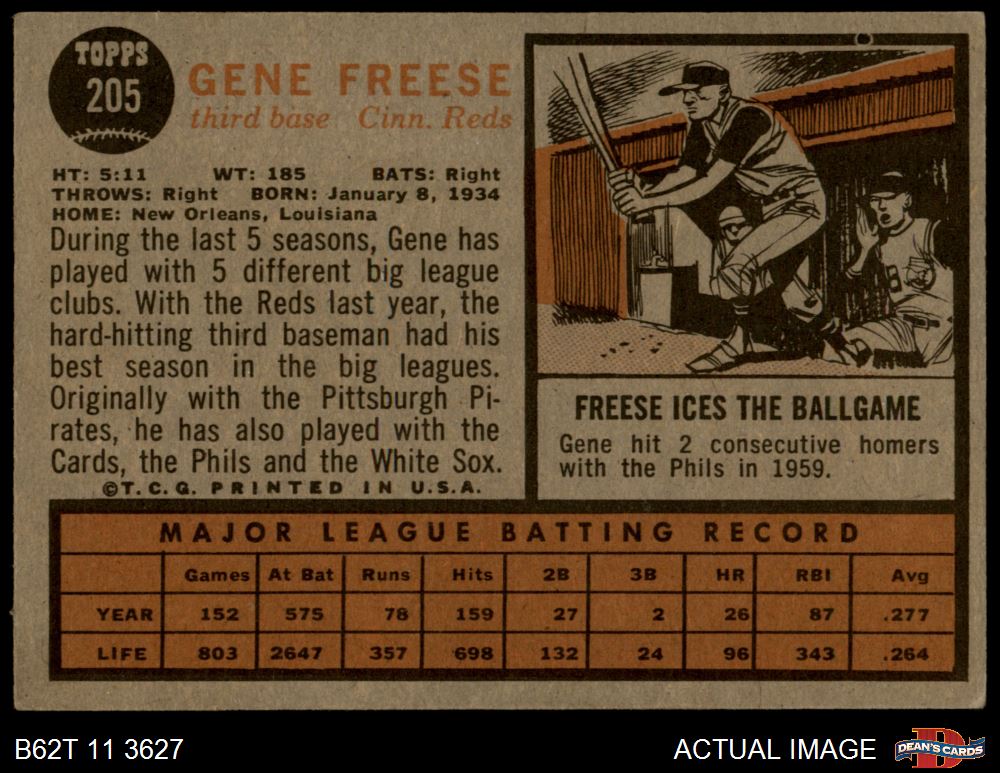 TOPPS
205
GENE FREESE
third base Cinn. Reds
HT: 5:11 WT: 185 BATS: Right
THROWS: Right BORN: January 8, 1934
HOME: New Orleans, Louisiana
During the last 5 seasons, Gene has
played with 5 different big league
clubs. With the Reds last year, the
hard-hitting third baseman had his
best season in the big leagues.
Originally with the Pittsburgh Pi-
rates, he has also played with the
Cards, the Phils and the White Sox.
©T.C.G. PRINTED IN U.S.A.
FREESE ICES THE BALLGAME
Gene hit 2 consecutive homers
with the Phils in 1959.
MAJOR LEAGUE BATTING RECORD
Games At Bat Runs Hits 2B 3B HR RBI Avg
YEAR 152 575 78 159 27 2 26 87 .277
LIFE 803 2647 357 698 132 24 96 343 .264
B62T 11 3627 ACTUAL IMAGE
D
DEAN'S CARDS